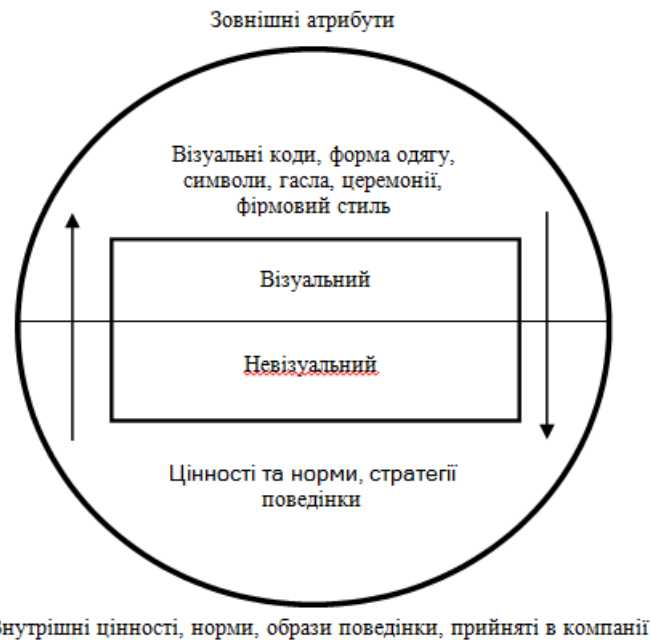 Зовнішні атрибути
Візуальні коди, форма одягу,
символи, гасла, церемонії,
фірмовий стиль
Візуальний
Невізуальний
Цінності та норми, стратегії
поведінки
нутрішні цінності, норми, образи поведінки, прийняті в компанії